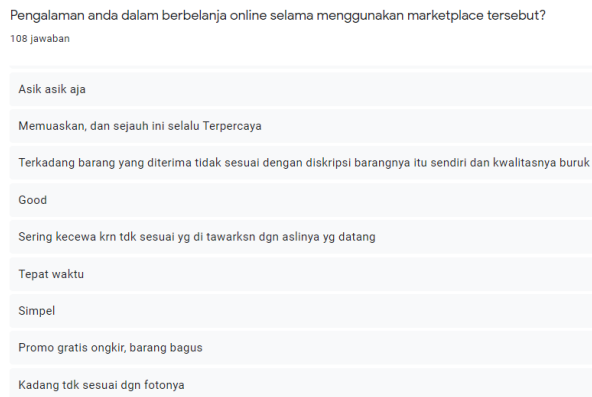 Pengalaman anda dalam berbelanja online selama menggunakan marketplace tersebut?
108 jawaban
Asik asik aja
Memuaskan, dan sejauh ini selalu Terpercaya
Terkadang barang yang diterima tidak sesuai dengan diskripsi barangnya itu sendiri dan kwalitasnya buruk
Good
Sering kecewa krn tdk sesuai yg di tawarksn dgn aslinya yg datang
Tepat waktu
Simpel
Promo gratis ongkir, barang bagus
Kadang tdk sesuai dgn fotonya